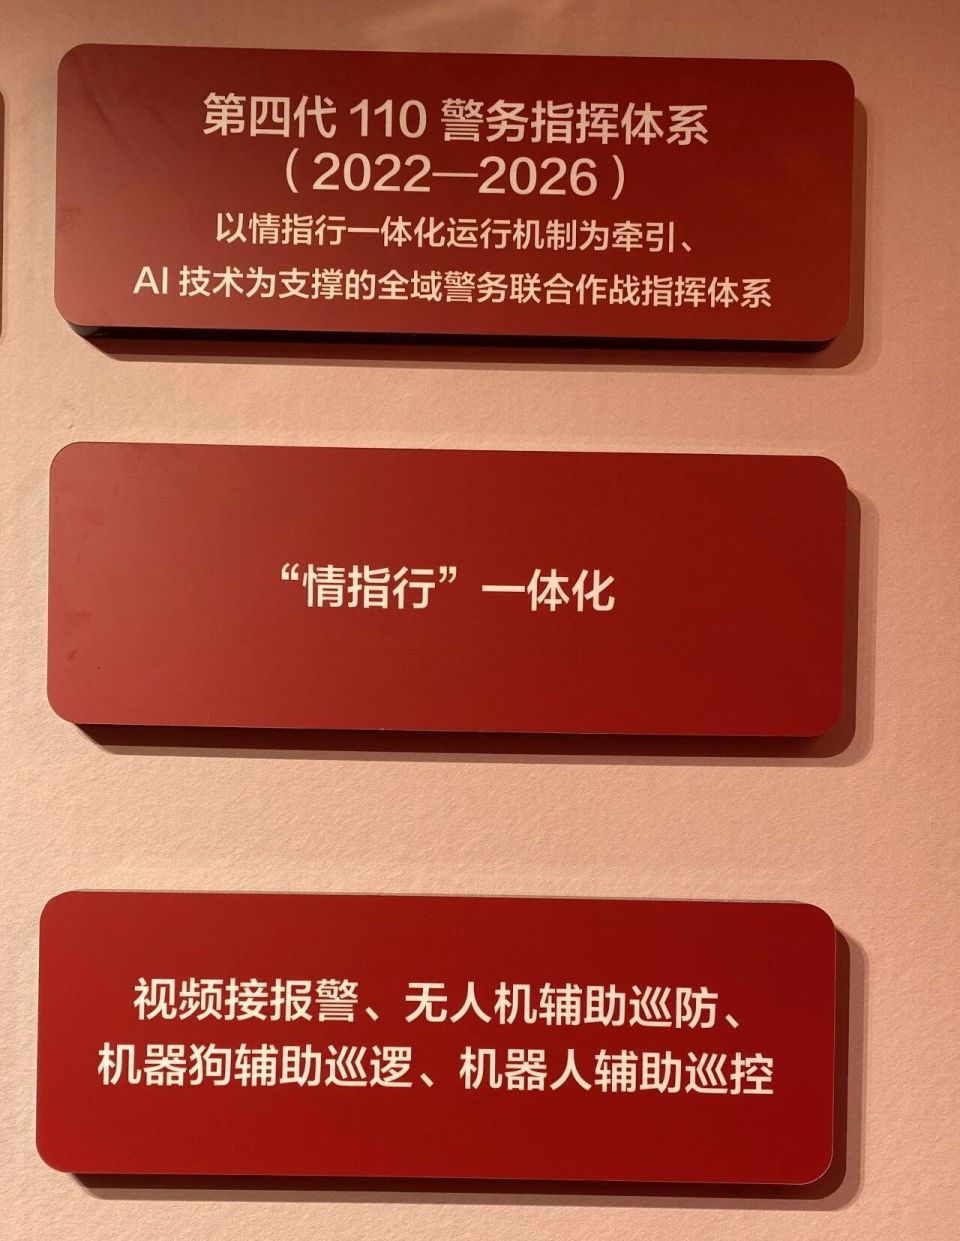 第四代 110 警务指挥体系
（2022—2026）
以情指行一体化运行机制为牵引、
AI 技术为支撑的全域警务联合作战指挥体系
“情指行”一体化
视频接报警、无人机辅助巡防、
机器狗辅助巡逻、机器人辅助巡控